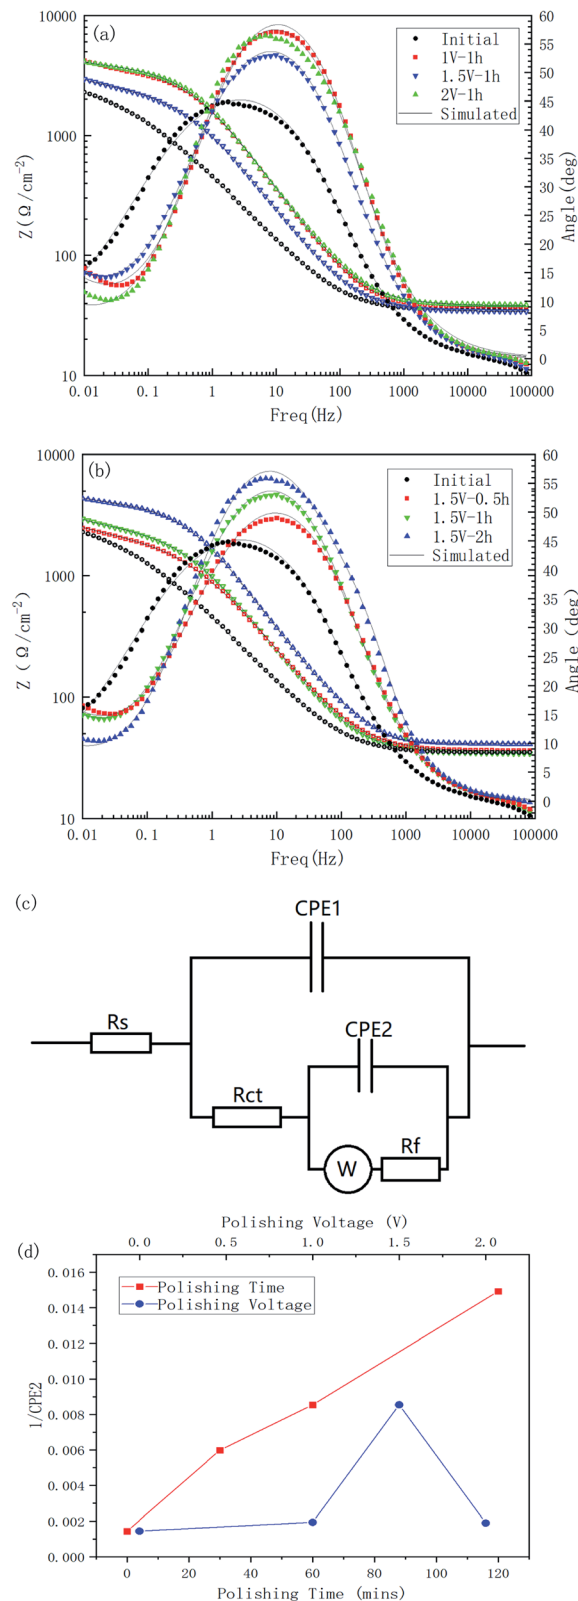 (a)
Initial
1V-1h
1.5V-1h
2V-1h
Simulated
10000
1000
100
10
Z(Ω/cm⁻²)
60
55
50
45
40
35
30
25
20
15
10
5
0
Angle(deg)
0.01 0.1 1 10 100 1000 10000 100000
Freq(Hz)
(b)
Initial
1.5V-0.5h
1.5V-1h
1.5V-2h
Simulated
10000
1000
100
10
Z (Ω/cm⁻²)
60
55
50
45
40
35
30
25
20
15
10
5
0
Angle(deg)
0.01 0.1 1 10 100 1000 10000 100000
Freq(Hz)
(c)
CPE1
Rs
CPE2
Rct
W
Rf
(d)
Polishing Voltage (V)
0.0 0.5 1.0 1.5 2.0
Polishing Time
Polishing Voltage
0.016
0.014
0.012
0.010
0.008
0.006
0.004
0.002
0.000
1/CPE2
0 20 40 60 80 100 120
Polishing Time (mins)